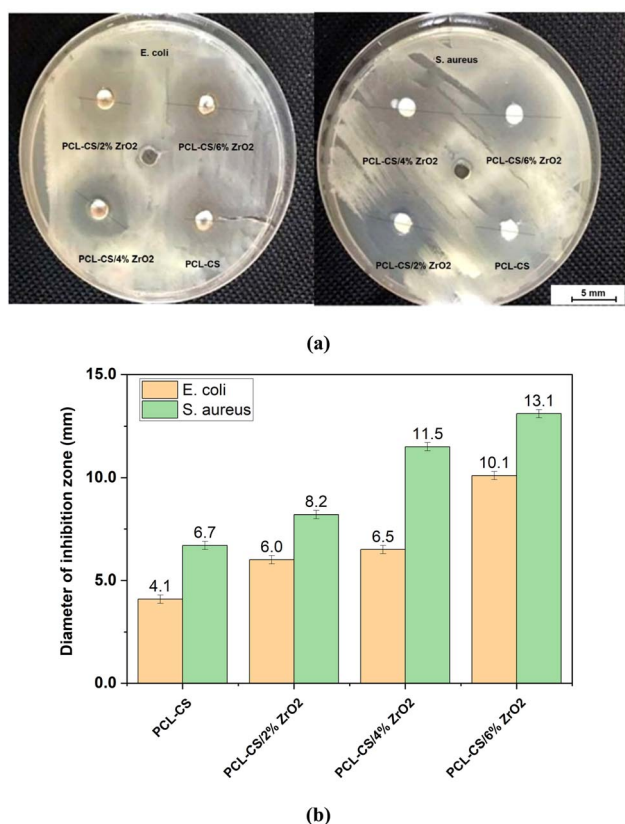 E. coli
PCL-CS/2% ZrO2
PCL-CS/6% ZrO2
PCL-CS/4% ZrO2
PCL-CS
S. aureus
PCL-CS/4% ZrO2
PCL-CS/6% ZrO2
PCL-CS/2% ZrO2
PCL-CS
5 mm
(a)
Diameter of inhibition zone (mm)
15.0
10.0
5.0
0.0
E. coli
S. aureus
4.1
6.7
6.0
8.2
6.5
11.5
10.1
13.1
PCL-CS
PCL-CS/2% ZrO2
PCL-CS/4% ZrO2
PCL-CS/6% ZrO2
(b)